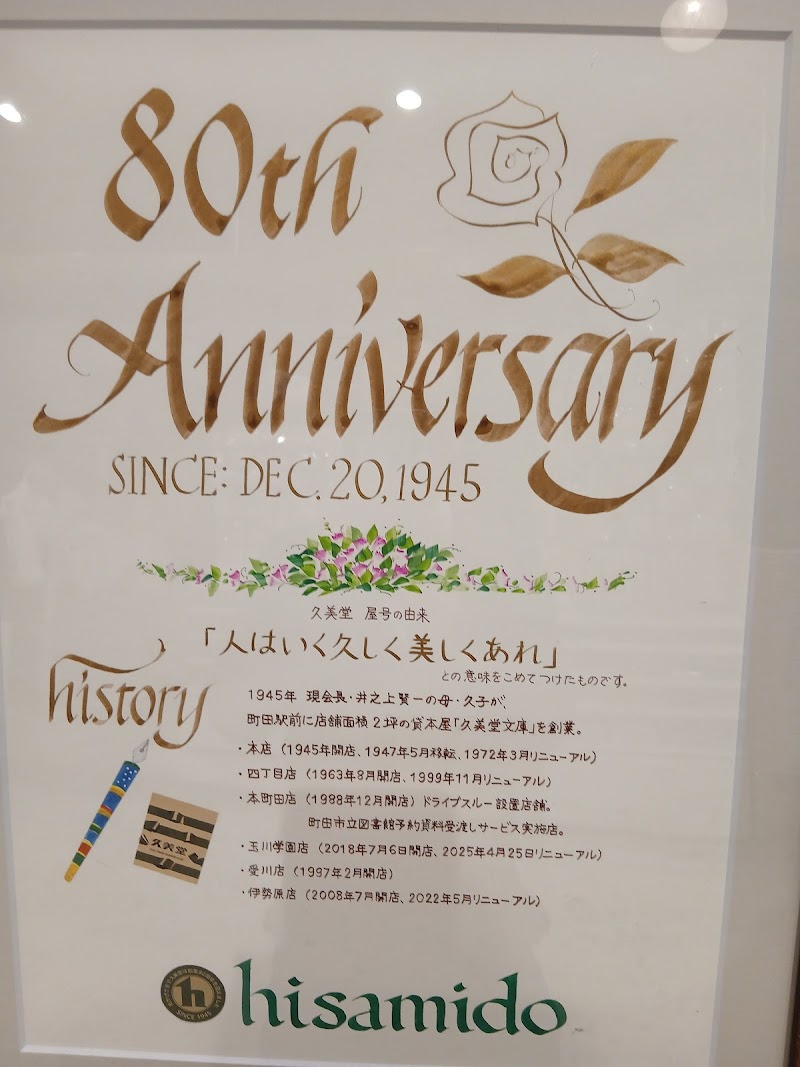 80th
Anniversary
SINCE: DEC. 20, 1945
久美堂 屋号の由来
「人はいく久しく美しくあれ」
との意味をこめてつけたものです。
history
1945年 現会長・井之上賢一の母・久子が、
町田駅前に店舗面積2坪の貸本屋「久美堂文庫」を創業。
・本店(1945年開店、1947年5月移転、1972年3月リニューアル)
・四丁目店(1963年8月開店、1999年11月リニューアル)
・本町田店(1988年12月開店)ドライブスルー設置店舗。
町田市立図書館予約資料受渡しサービス実施店。
・玉川学園店(2018年7月6日開店、2025年4月25日リニューアル)
・愛川店(1997年2月開店)
・伊勢原店(2008年7月開店、2022年5月リニューアル)
久美堂
h
SINCE 1945
hisamido